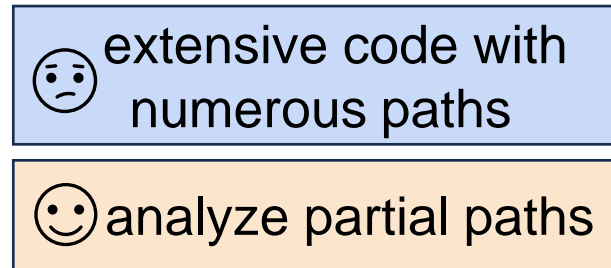 extensive code with
numerous paths
analyze partial paths